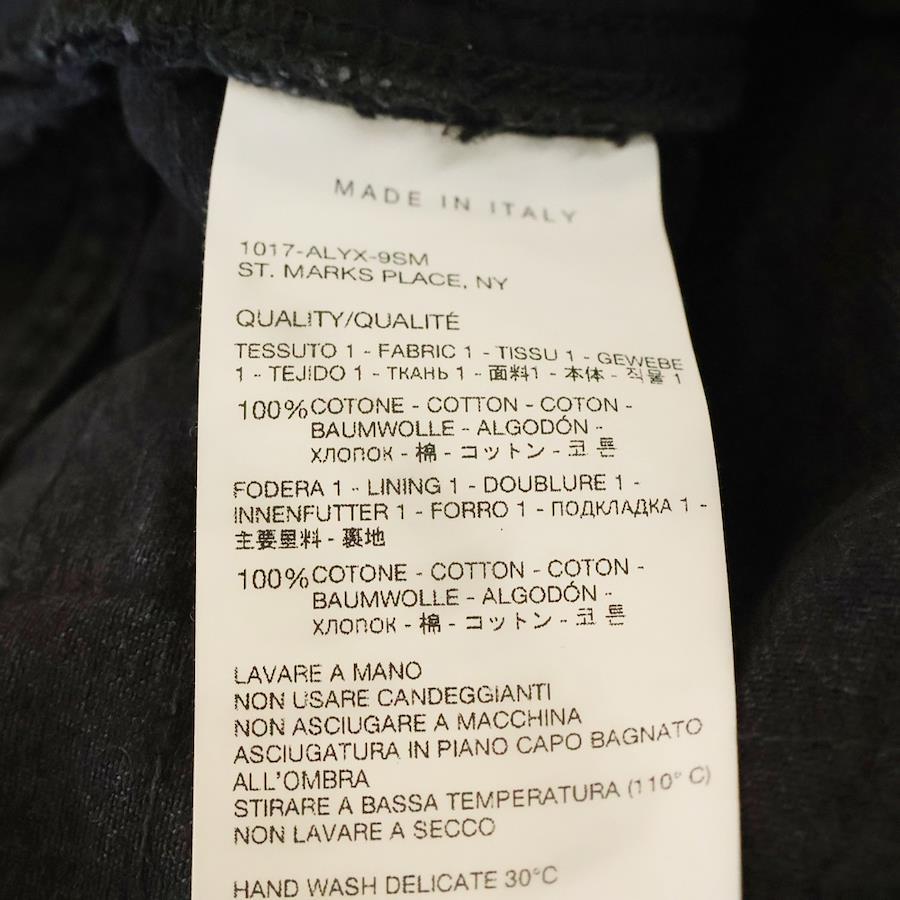 MADE IN ITALY
1017-ALYX-9SM
ST. MARKS PLACE, NY
QUALITY/QUALITÉ
TESSUTO 1 - FABRIC 1 - TISSU 1 - GEWEBE
1 - TEJIDO 1 - ТКАНЬ 1 - 面料1 - 本体 - 직물 1
100% COTONE - COTTON - COTON -
BAUMWOLLE - ALGODÓN -
ХЛОПОК - 棉 - コットン - 코튼
FODERA 1 - LINING 1 - DOUBLURE 1 -
INNENFUTTER 1 - FORRO 1 - ПОДКЛАДКА 1 -
主要里料 - 裏地
100% COTONE - COTTON - COTON -
BAUMWOLLE - ALGODÓN -
ХЛОПОК - 棉 - コットン - 코튼
LAVARE A MANO
NON USARE CANDEGGIANTI
NON ASCIUGARE A MACCHINA
ASCIUGATURA IN PIANO CAPO BAGNATO
ALL'OMBRA
STIRARE A BASSA TEMPERATURA (110° C)
NON LAVARE A SECCO
HAND WASH DELICATE 30°C